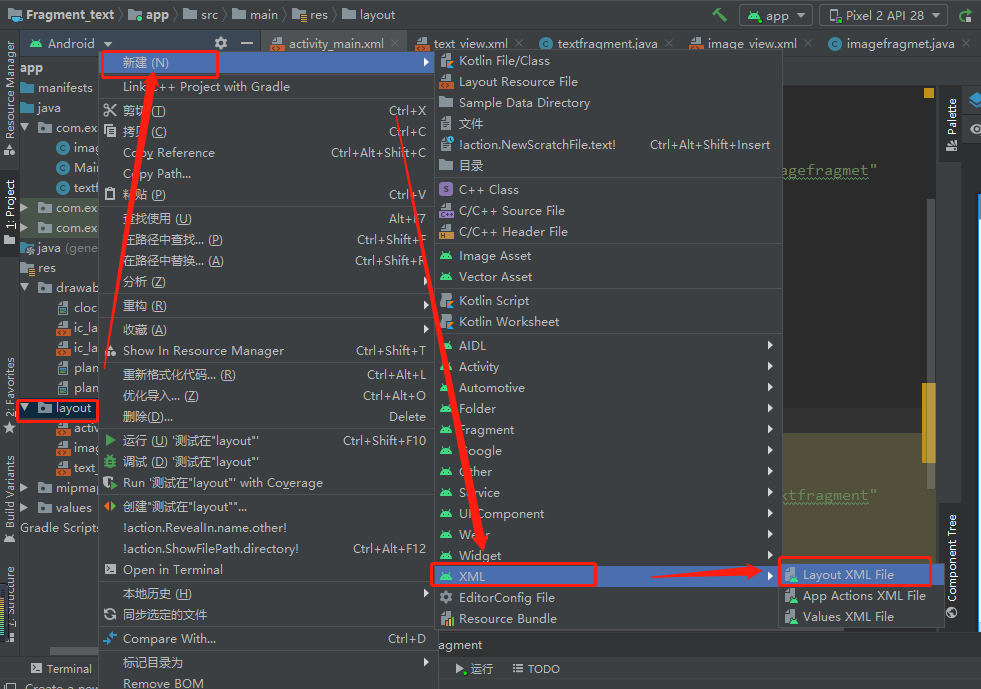 Fragment_text app src main res layout
app Pixel 2 API 28
Android activity_main.xml text_view.xml textfragment.java image_view.xml imagefragmet.java
Resource Manager
1: Project
2: Favorites
Build Variants
app
manifests
java
com.ex
imag
Main
textf
com.ex
com.ex
java (gene
res
drawab
cloc
ic_la
ic_la
plan
plan
layout
activ
imag
text_
mipmap
values
Gradle Scripts
新建 (N)
Link C++ Project with Gradle
剪切 (T) Ctrl+X
拷贝 (C) Ctrl+C
Copy Reference Ctrl+Alt+Shift+C
Copy Path...
粘贴 (P) Ctrl+V
查找使用 (U) Alt+F7
在路径中查找... (P) Ctrl+Shift+F
在路径中替换... (A) Ctrl+Shift+R
分析 (Z)
重构 (R)
收藏 (A)
Show In Resource Manager Ctrl+Shift+T
重新格式化代码... (R) Ctrl+Alt+L
优化导入... (Z) Ctrl+Alt+O
删除(D)... Delete
运行 (U) '测试在"layout"' Ctrl+Shift+F10
调试 (D) '测试在"layout"'
Run '测试在"layout"' with Coverage
创建"测试在"layout""...
!action.RevealIn.name.other!
!action.ShowFilePath.directory! Ctrl+Alt+F12
Open in Terminal
本地历史 (H)
同步选定的文件
Compare With... Ctrl+D
标记目录为
Remove BOM
Kotlin File/Class
Layout Resource File
Sample Data Directory
文件
!action.NewScratchFile.text! Ctrl+Alt+Shift+Insert
目录
C++ Class
C/C++ Source File
C/C++ Header File
Image Asset
Vector Asset
Kotlin Script
Kotlin Worksheet
AIDL
Activity
Automotive
Folder
Fragment
Google
Other
Service
UI Component
Wear
Widget
XML
EditorConfig File
Resource Bundle
Layout XML File
App Actions XML File
Values XML File
agefragmet"
xtfragment"
Palette
Component Tree
agment
Terminal
运行 TODO